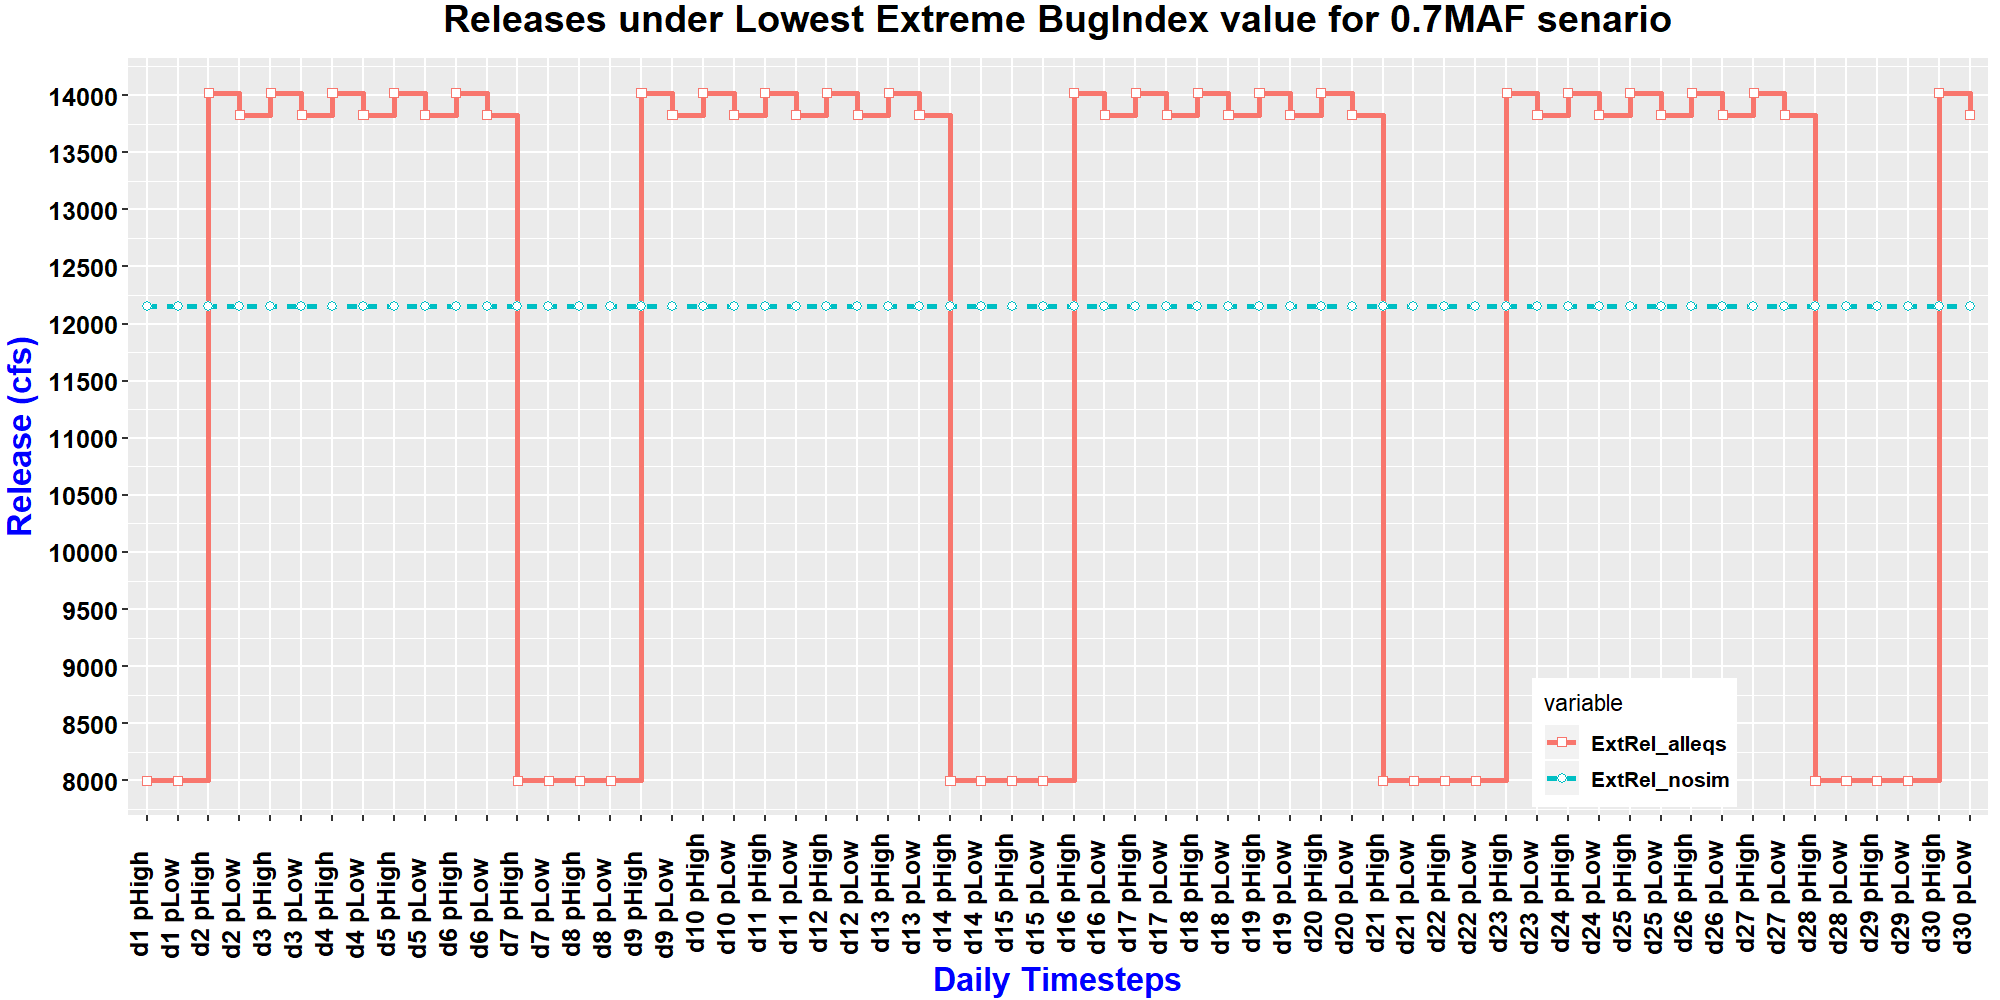 Releases under Lowest Extreme BugIndex value for 0.7MAF senario
Release (cfs)
14000
13500
13000
12500
12000
11500
11000
10500
10000
9500
9000
8500
8000
variable
ExtRel_alleqs
ExtRel_nosim
d1 pHigh
d1 pLow
d2 pHigh
d2 pLow
d3 pHigh
d3 pLow
d4 pHigh
d4 pLow
d5 pHigh
d5 pLow
d6 pHigh
d6 pLow
d7 pHigh
d7 pLow
d8 pHigh
d8 pLow
d9 pHigh
d9 pLow
d10 pHigh
d10 pLow
d11 pHigh
d11 pLow
d12 pHigh
d12 pLow
d13 pHigh
d13 pLow
d14 pHigh
d14 pLow
d15 pHigh
d15 pLow
d16 pHigh
d16 pLow
d17 pHigh
d17 pLow
d18 pHigh
d18 pLow
d19 pHigh
d19 pLow
d20 pHigh
d20 pLow
d21 pHigh
d21 pLow
d22 pHigh
d22 pLow
d23 pHigh
d23 pLow
d24 pHigh
d24 pLow
d25 pHigh
d25 pLow
d26 pHigh
d26 pLow
d27 pHigh
d27 pLow
d28 pHigh
d28 pLow
d29 pHigh
d29 pLow
d30 pHigh
d30 pLow
Daily Timesteps